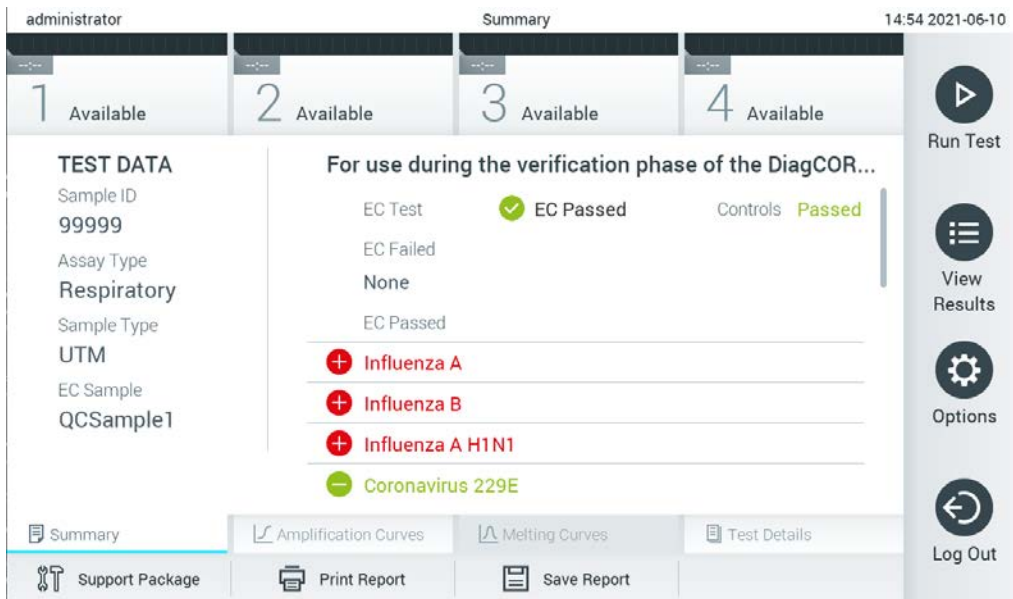 administrator Summary 14:54 2021-06-10
--:-- --:-- --:-- --:--
1 Available 2 Available 3 Available 4 Available
Run Test
View
Results
Options
Log Out
TEST DATA
Sample ID
99999
Assay Type
Respiratory
Sample Type
UTM
EC Sample
QCSample1
For use during the verification phase of the DiagCOR...
EC Test EC Passed Controls Passed
EC Failed
None
EC Passed
Influenza A
Influenza B
Influenza A H1N1
Coronavirus 229E
Summary Amplification Curves Melting Curves Test Details
Support Package Print Report Save Report